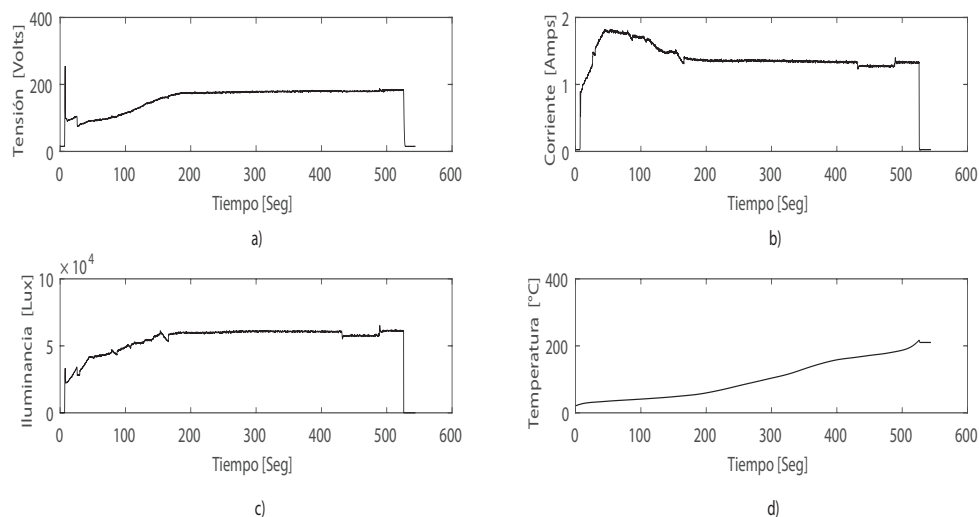 Tensión [Volts]
400
200
0
0 100 200 300 400 500 600
Tiempo [Seg]
a)
Corriente [Amps]
2
1
0
0 100 200 300 400 500 600
Tiempo [Seg]
b)
Iluminancia [Lux]
× 10 4
10
5
0
0 100 200 300 400 500 600
Tiempo [Seg]
c)
Temperatura [°C]
400
200
0
0 100 200 300 400 500 600
Tiempo [Seg]
d)